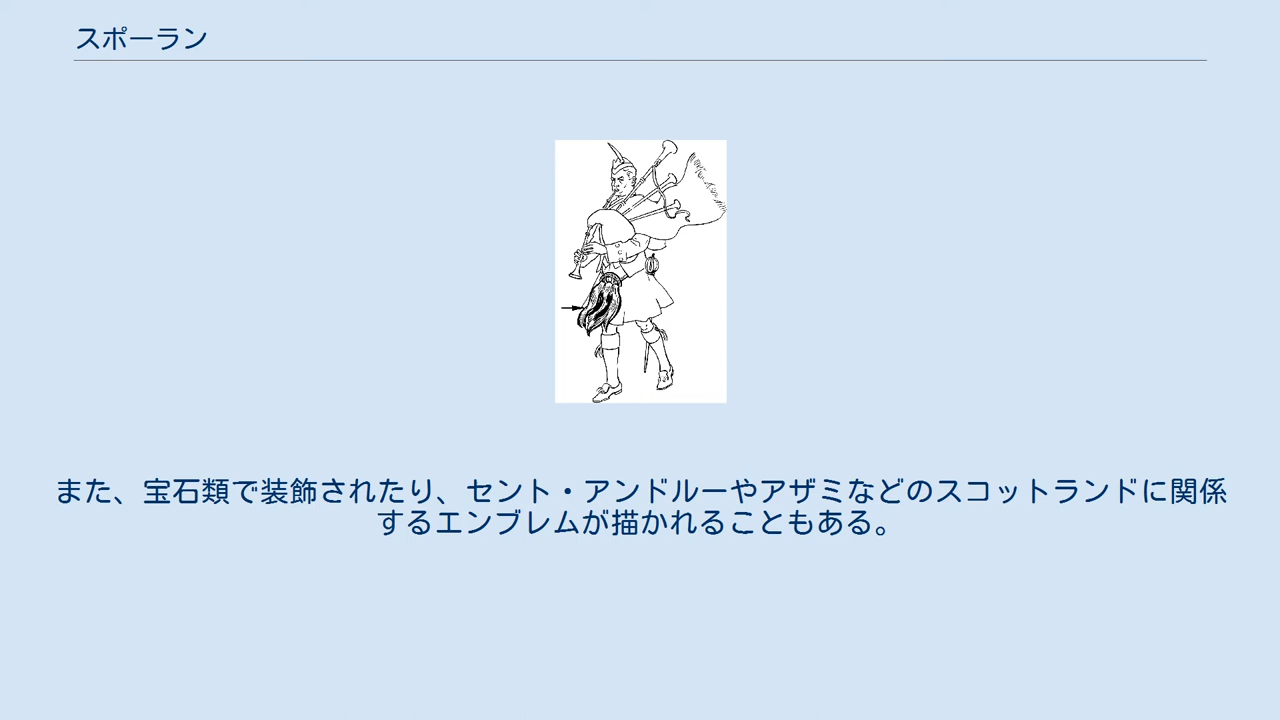 スポーラン
また、宝石類で装飾されたり、セント・アンドルーやアザミなどのスコットランドに関係
するエンブレムが描かれることもある。